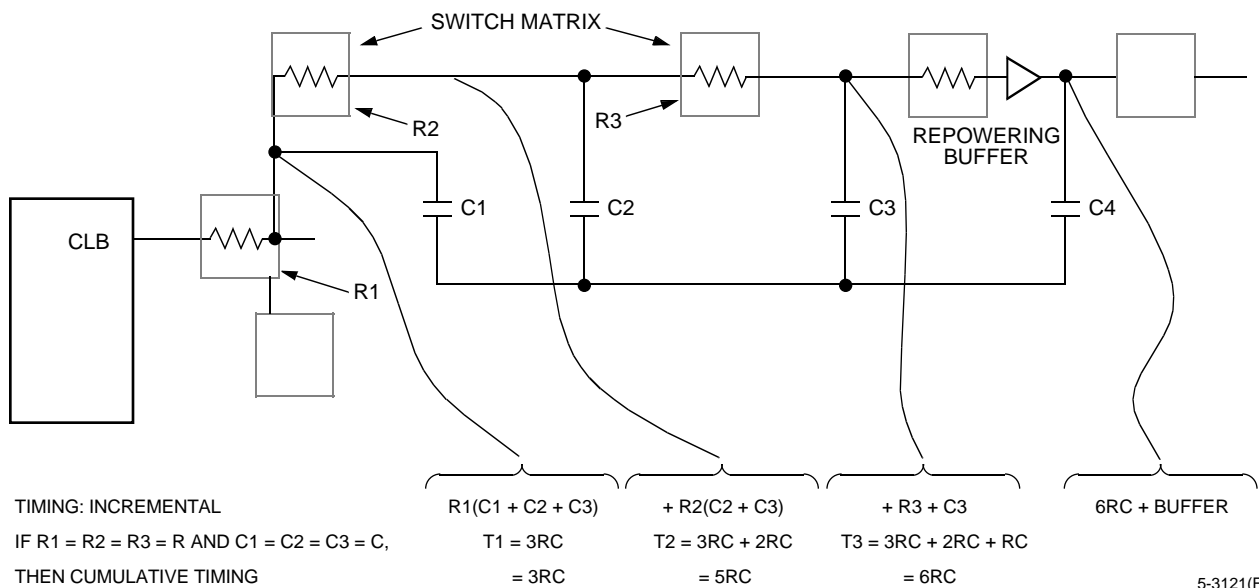 SWITCH MATRIX
R2
R3
REPOWERING
BUFFER
C1
C2
C3
C4
CLB
R1
TIMING: INCREMENTAL
R1(C1 + C2 + C3)
+ R2(C2 + C3)
+ R3 + C3
6RC + BUFFER
IF R1 = R2 = R3 = R AND C1 = C2 = C3 = C,
T1 = 3RC
T2 = 3RC + 2RC
T3 = 3RC + 2RC + RC
THEN CUMULATIVE TIMING
= 3RC
= 5RC
= 6RC
5-3121(F